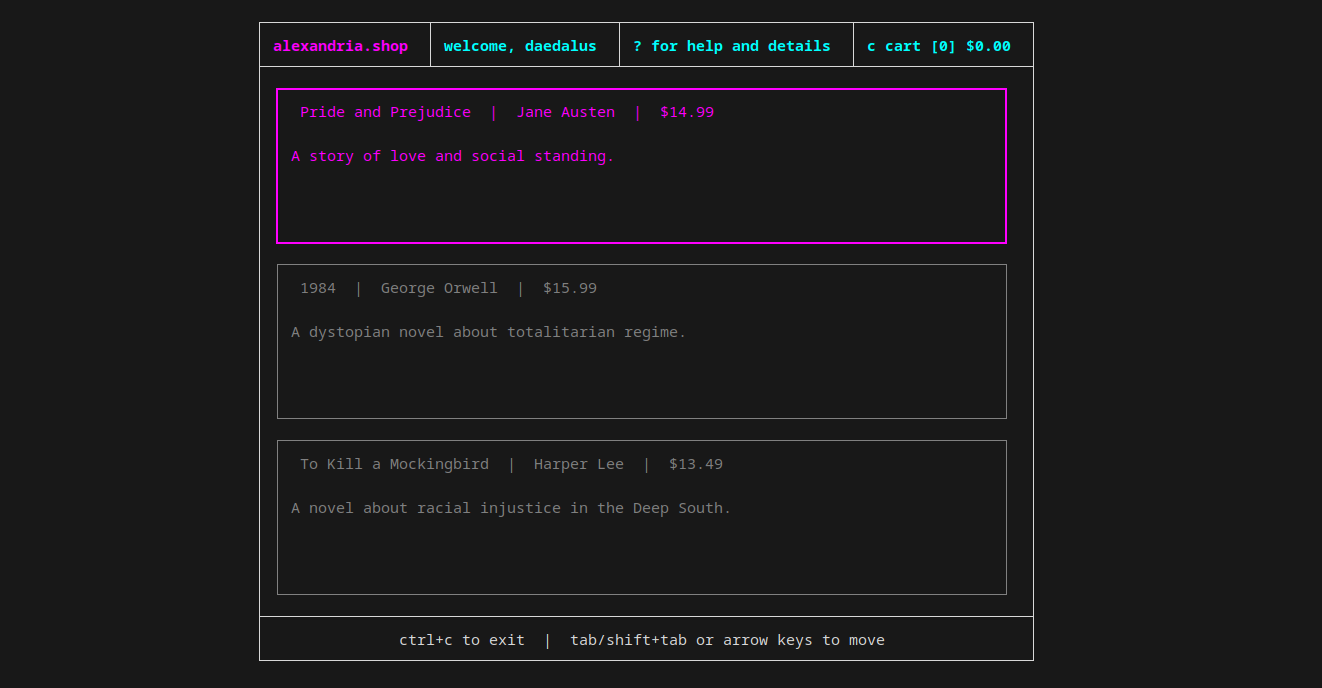 alexandria.shop | welcome, daedalus | ? for help and details | c cart [0] $0.00
Pride and Prejudice | Jane Austen | $14.99
A story of love and social standing.
1984 | George Orwell | $15.99
A dystopian novel about totalitarian regime.
To Kill a Mockingbird | Harper Lee | $13.49
A novel about racial injustice in the Deep South.
ctrl+c to exit | tab/shift+tab or arrow keys to move